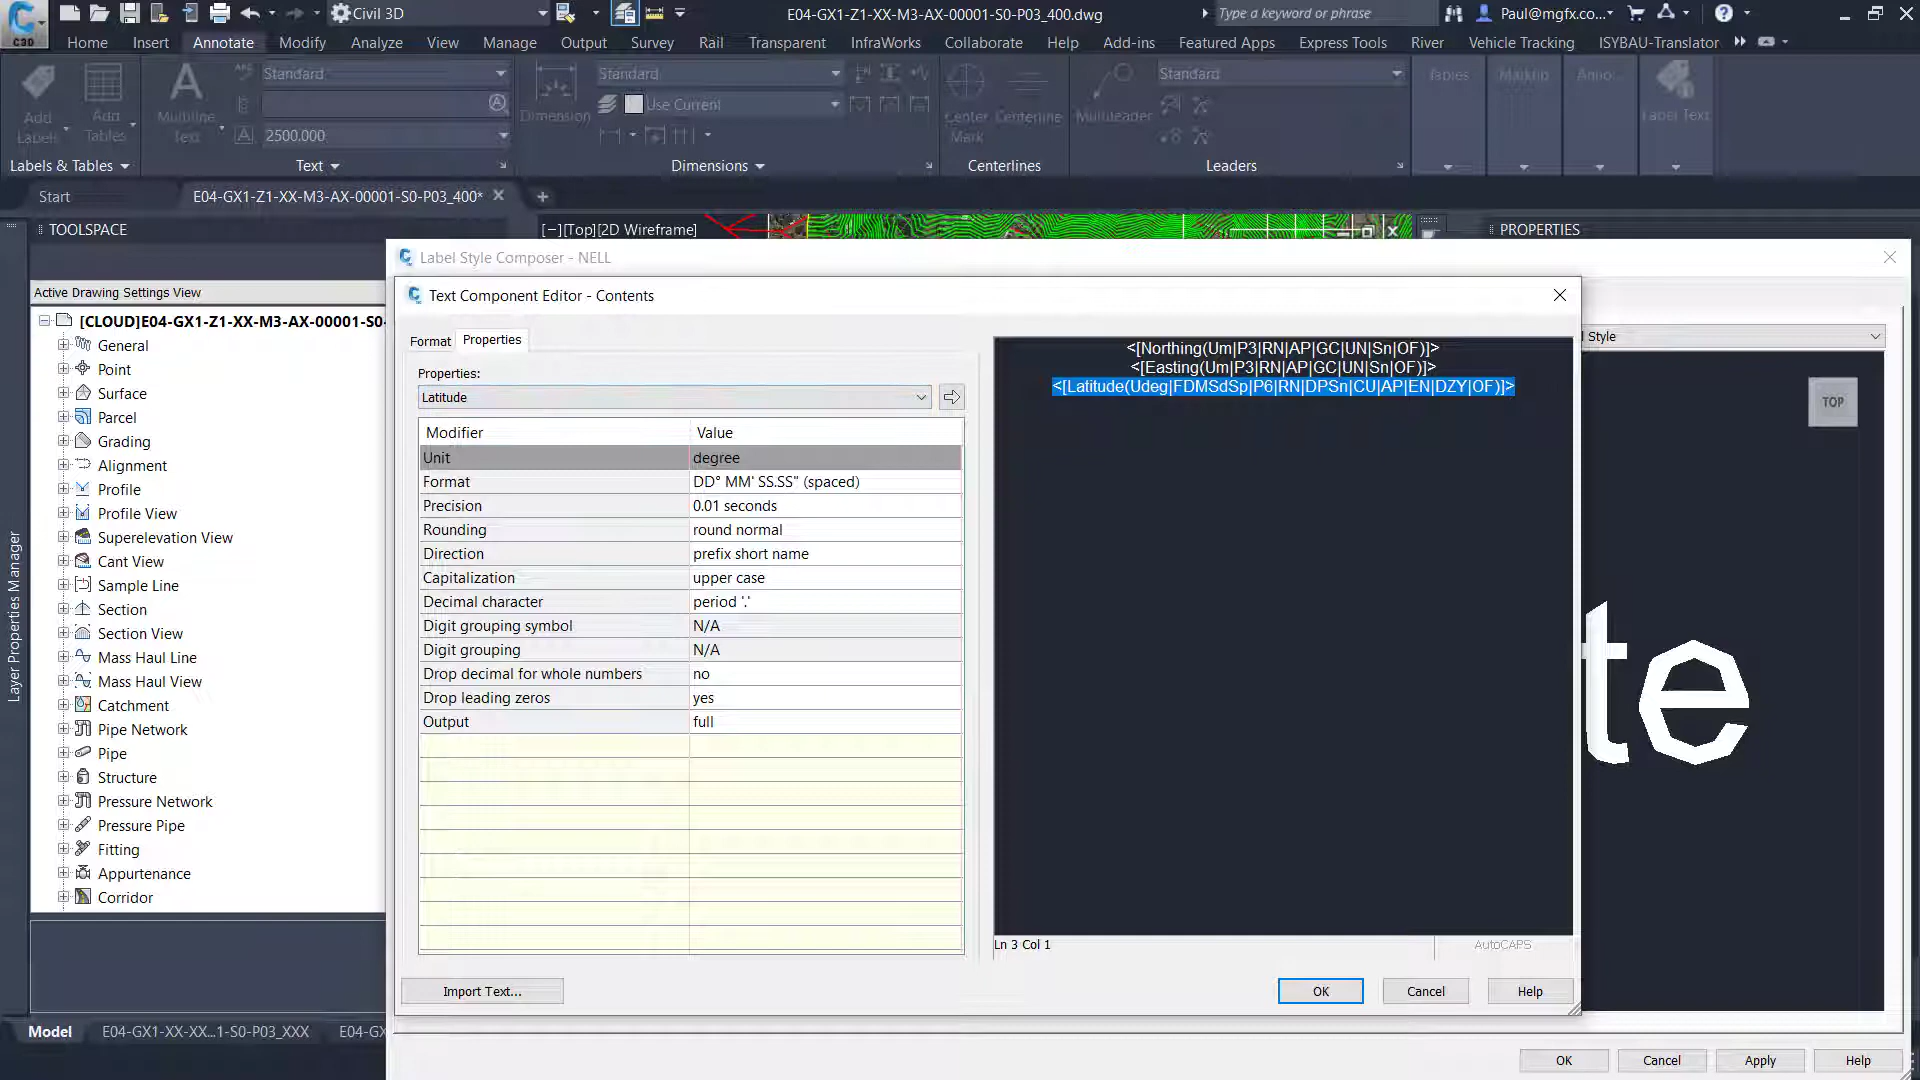 C3D
Civil 3D
E04-GX1-Z1-XX-M3-AX-00001-S0-P03_400.dwg
Type a keyword or phrase
Paul@mgfx.co...
Home Insert Annotate Modify Analyze View Manage Output Survey Rail Transparent InfraWorks Collaborate Help Add-ins Featured Apps Express Tools River Vehicle Tracking ISYBAU-Translator
Add Labels
Add Tables
Multiline Text
Standard
2500.000
Dimension
Standard
Use Current
Center Mark
Centerline
Multileader
Standard
Tables
Markup
Anno...
Label Text
Labels & Tables
Text
Dimensions
Centerlines
Leaders
Start
E04-GX1-Z1-XX-M3-AX-00001-S0-P03_400*
TOOLSPACE
[−][Top][2D Wireframe]
PROPERTIES
Active Drawing Settings View
[CLOUD]E04-GX1-Z1-XX-M3-AX-00001-S0-
General
Point
Surface
Parcel
Grading
Alignment
Profile
Profile View
Superelevation View
Cant View
Sample Line
Section
Section View
Mass Haul Line
Mass Haul View
Catchment
Pipe Network
Pipe
Structure
Pressure Network
Pressure Pipe
Fitting
Appurtenance
Corridor
Layer Properties Manager
Label Style Composer - NELL
Text Component Editor - Contents
Format Properties
Properties:
Latitude
Modifier Value
Unit degree
Format DD° MM' SS.SS" (spaced)
Precision 0.01 seconds
Rounding round normal
Direction prefix short name
Capitalization upper case
Decimal character period '.'
Digit grouping symbol N/A
Digit grouping N/A
Drop decimal for whole numbers no
Drop leading zeros yes
Output full
<[Northing(Um|P3|RN|AP|GC|UN|Sn|OF)]>
<[Easting(Um|P3|RN|AP|GC|UN|Sn|OF)]>
<[Latitude(Udeg|FDMSdSp|P6|RN|DPSn|CU|AP|EN|DZY|OF)]>
Ln 3 Col 1
AutoCAPS
Import Text...
OK Cancel Help
Style
TOP
te
Model E04-GX1-XX-XX...1-S0-P03_XXX E04-GX
OK Cancel Apply Help